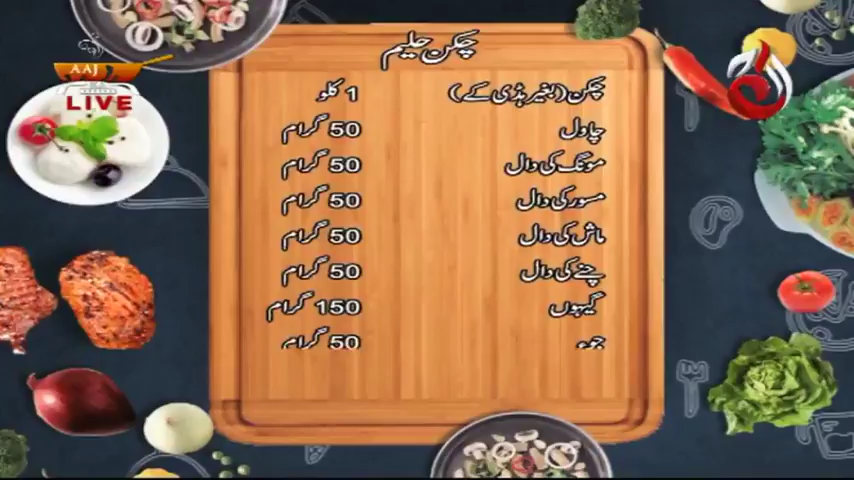 چکن حلیم
AAJ
LIVE
چکن (بغیر ہڈی کے) 1 کلو
چاول 50 گرام
مونگ کی دال 50 گرام
مسور کی دال 50 گرام
ماش کی دال 50 گرام
چنے کی دال 50 گرام
گیہوں 150 گرام
جوء 50 گرام